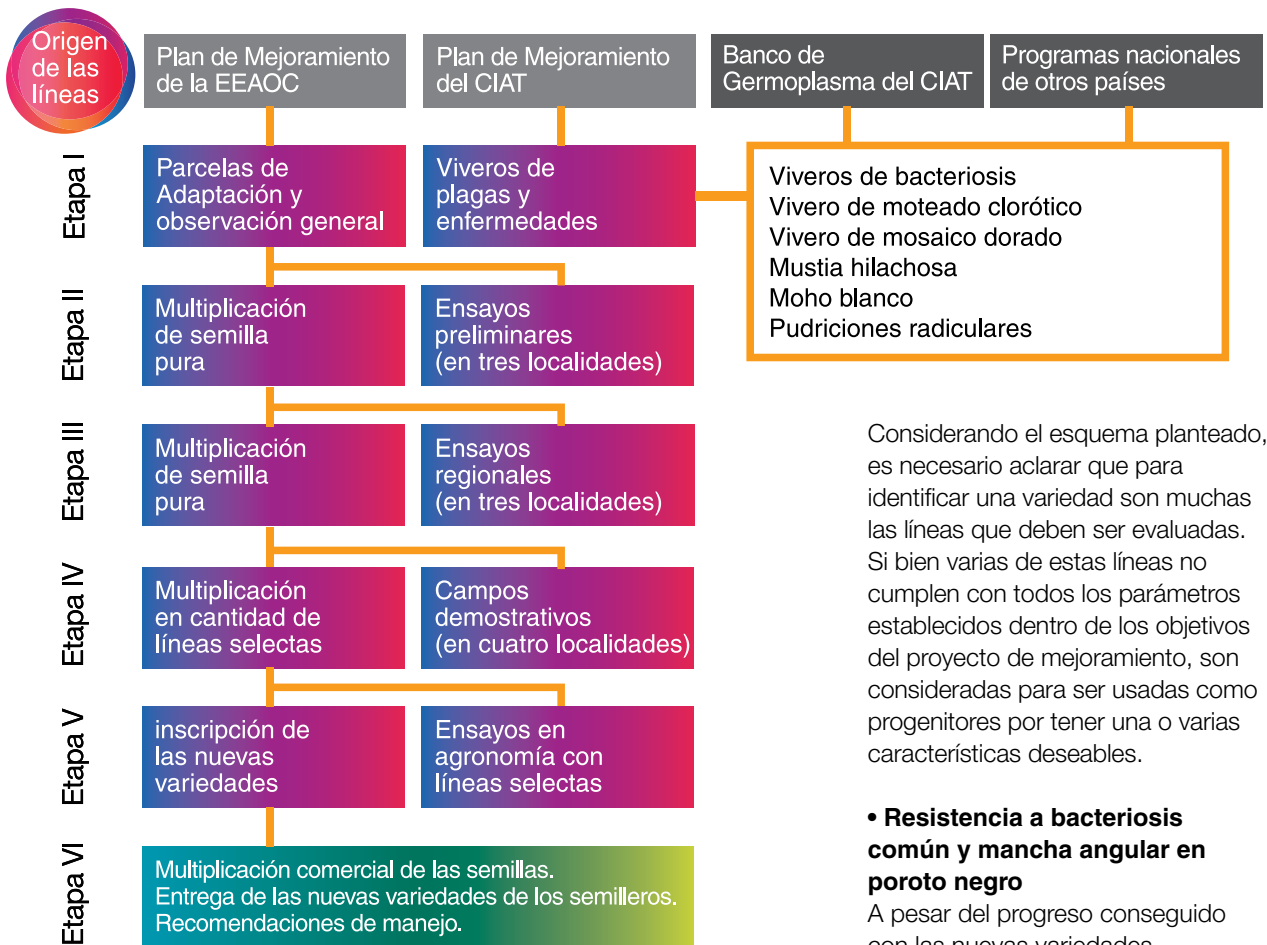 Origen
de las
líneas
Plan de Mejoramiento
de la EEAOC
Plan de Mejoramiento
del CIAT
Banco de
Germoplasma del CIAT
Programas nacionales
de otros países
Etapa I
Parcelas de
Adaptación y
observación general
Viveros de
plagas y
enfermedades
Viveros de bacteriosis
Vivero de moteado clorótico
Vivero de mosaico dorado
Mustia hilachosa
Moho blanco
Pudriciones radiculares
Etapa II
Multiplicación
de semilla
pura
Ensayos
preliminares
(en tres localidades)
Etapa III
Multiplicación
de semilla
pura
Ensayos
regionales
(en tres localidades)
Etapa IV
Multiplicación
en cantidad de
líneas selectas
Campos
demostrativos
(en cuatro localidades)
Etapa V
inscripción de
las nuevas
variedades
Ensayos en
agronomía con
líneas selectas
Etapa VI
Multiplicación comercial de las semillas.
Entrega de las nuevas variedades de los semilleros.
Recomendaciones de manejo.
Considerando el esquema planteado,
es necesario aclarar que para
identificar una variedad son muchas
las líneas que deben ser evaluadas.
Si bien varias de estas líneas no
cumplen con todos los parámetros
establecidos dentro de los objetivos
del proyecto de mejoramiento, son
consideradas para ser usadas como
progenitores por tener una o varias
características deseables.
• Resistencia a bacteriosis
común y mancha angular en
poroto negro
A pesar del progreso conseguido
con las nuevas variedades